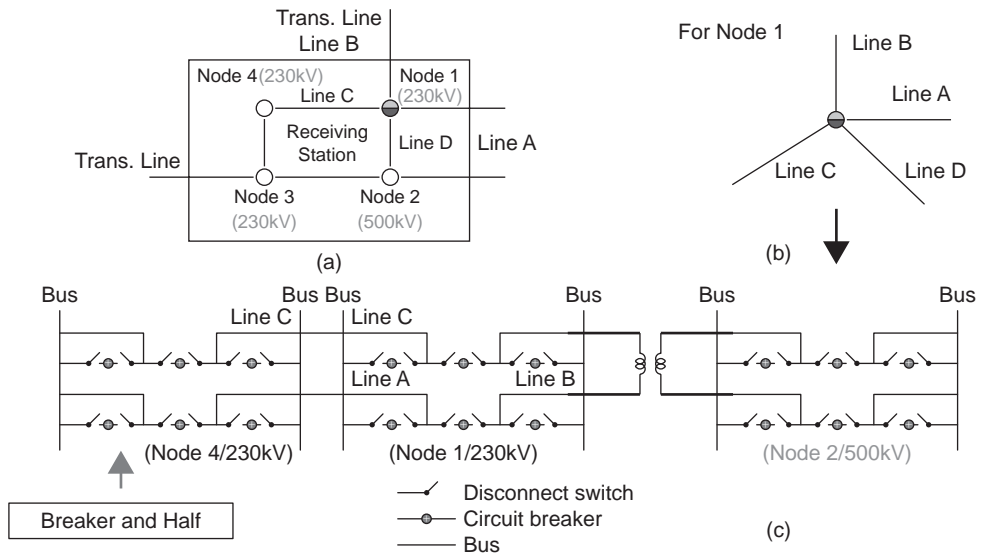 Trans. Line
Line B
Node 4 (230kV)
Node 1
(230kV)
Line C
Receiving
Station
Line D
Line A
Trans. Line
Node 3
(230kV)
Node 2
(500kV)
(a)
For Node 1
Line B
Line A
Line C
Line D
(b)
Bus
Bus Bus
Bus
Bus
Bus
Line C
Line C
Line A
Line B
(Node 4/230kV)
(Node 1/230kV)
(Node 2/500kV)
Breaker and Half
Disconnect switch
Circuit breaker
Bus
(c)